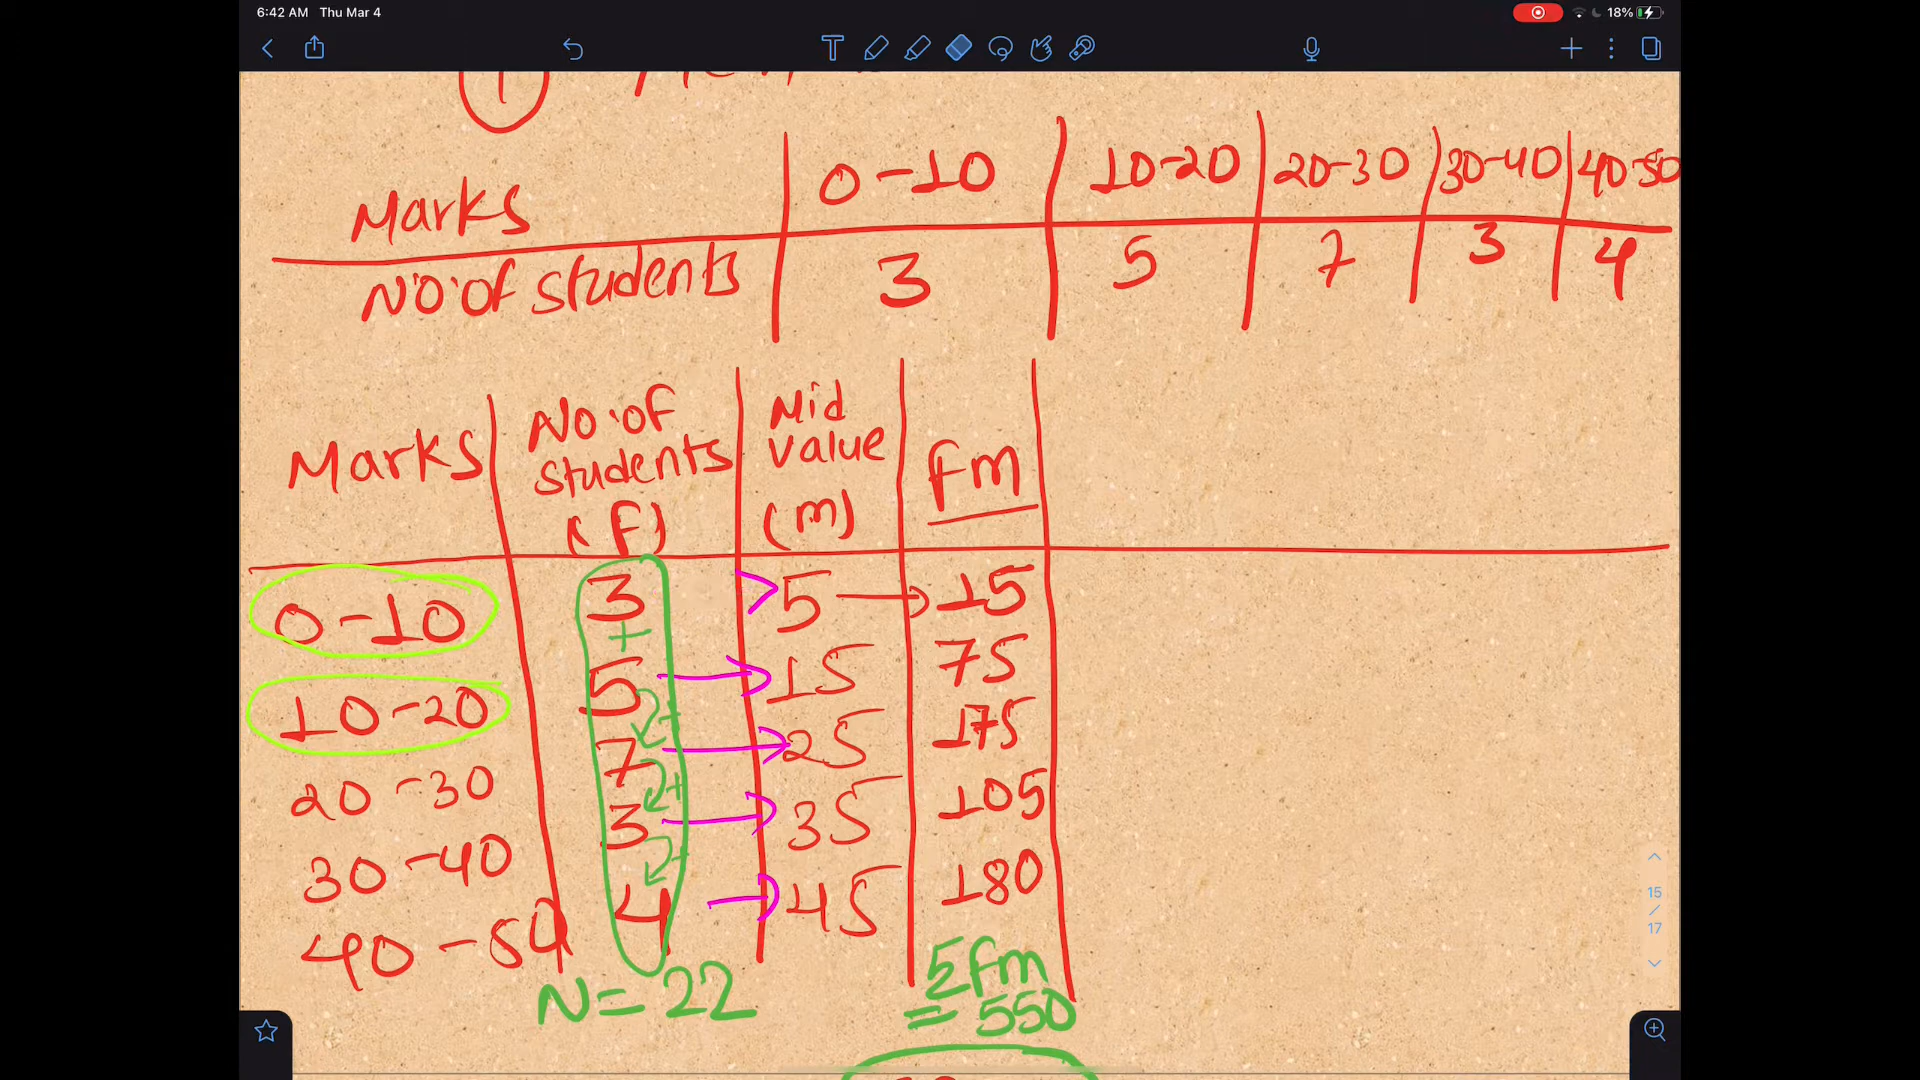 6:42 AM Thu Mar 4
18%
T
1
Marks 0-10 10-20 20-30 30-40 40-50
No. of students 3 5 7 3 4
Marks No. of students (F) Mid value (m) fm
0-10 3 5 15
+
10-20 5 15 75
+
20-30 7 25 175
+
30-40 3 35 105
+
40-50 4 45 180
N = 22 Σfm = 550
15
/
17